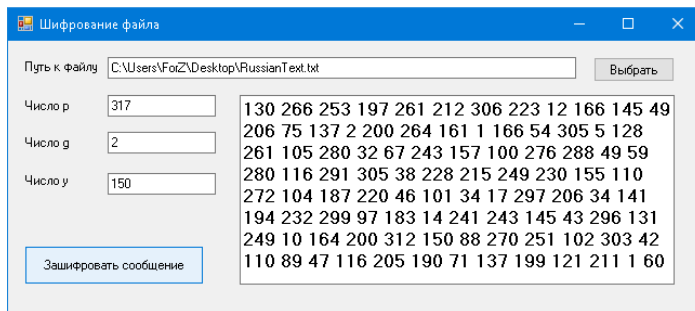 Шифрование файла
Путь к файлу C:\Users\ForZ\Desktop\RussianText.txt Выбрать
Число p 317
Число g 2
Число y 150
Зашифровать сообщение
130 266 253 197 261 212 306 223 12 166 145 49
206 75 137 2 200 264 161 1 166 54 305 5 128
261 105 280 32 67 243 157 100 276 288 49 59
280 116 291 305 38 228 215 249 230 155 110
272 104 187 220 46 101 34 17 297 206 34 141
194 232 299 97 183 14 241 243 145 43 296 131
249 10 164 200 312 150 88 270 251 102 303 42
110 89 47 116 205 190 71 137 199 121 211 1 60